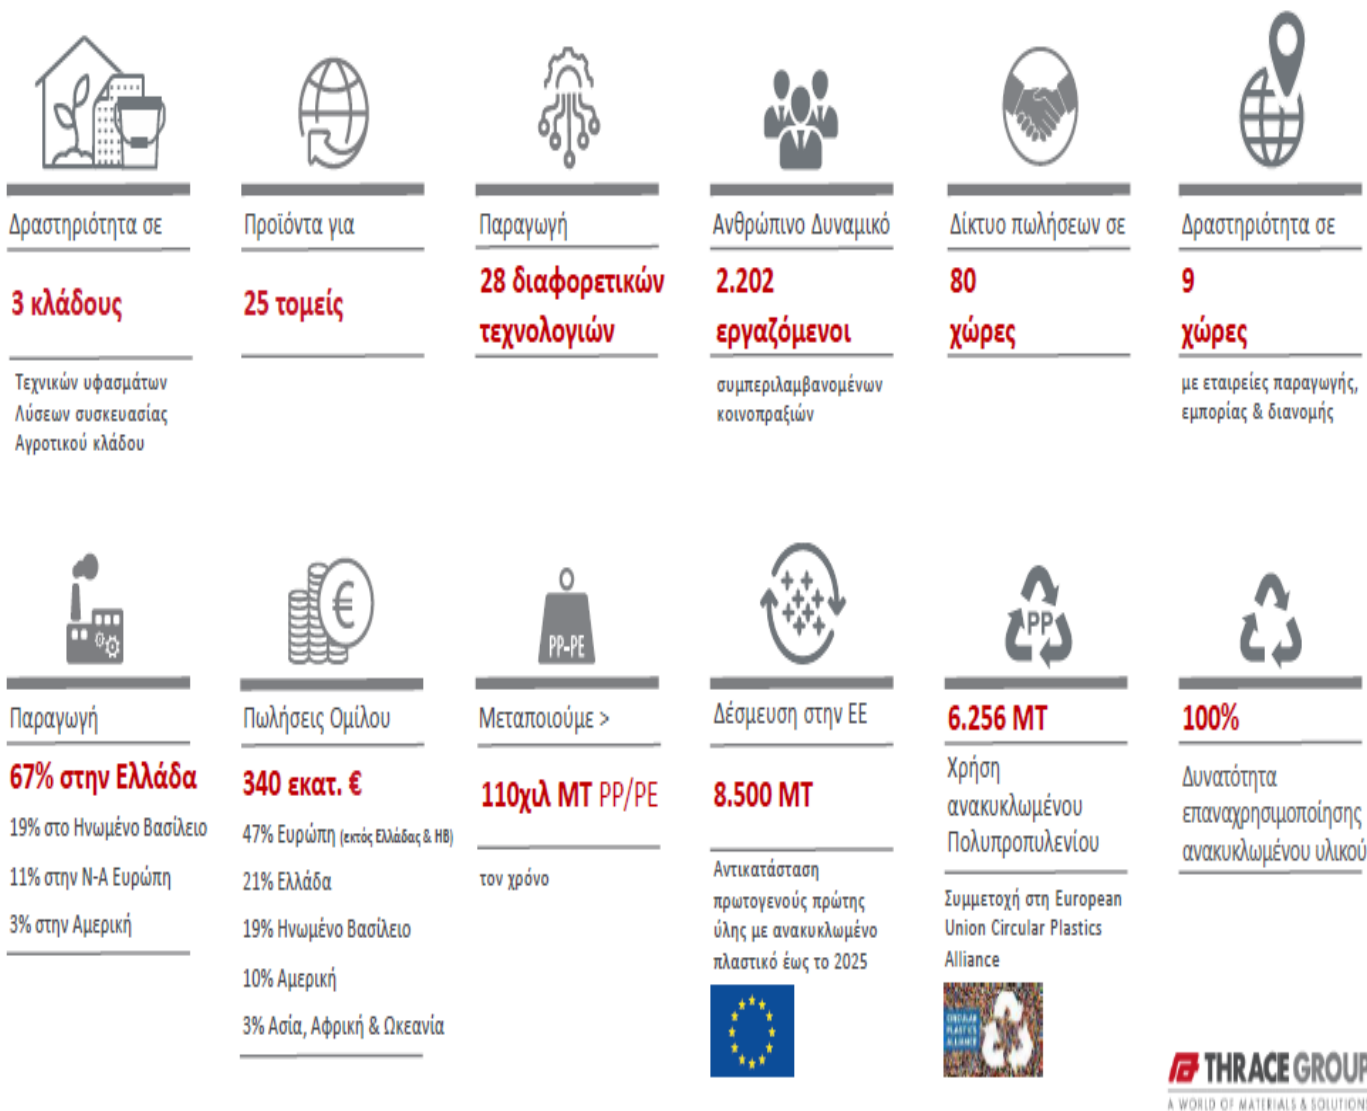 Δραστηριότητα σε
3 κλάδους
Τεχνικών υφασμάτων
Λύσεων συσκευασίας
Αγροτικού κλάδου
Προϊόντα για
25 τομείς
Παραγωγή
28 διαφορετικών
τεχνολογιών
Ανθρώπινο Δυναμικό
2.202
εργαζόμενοι
συμπεριλαμβανομένων
κοινοπραξιών
Δίκτυο πωλήσεων σε
80
χώρες
Δραστηριότητα σε
9
χώρες
με εταιρείες παραγωγής,
εμπορίας & διανομής
Παραγωγή
67% στην Ελλάδα
19% στο Ηνωμένο Βασίλειο
11% στην Ν-Α Ευρώπη
3% στην Αμερική
€
Πωλήσεις Ομίλου
340 εκατ. €
47% Ευρώπη (εκτός Ελλάδας & ΗΒ)
21% Ελλάδα
19% Ηνωμένο Βασίλειο
10% Αμερική
3% Ασία, Αφρική & Ωκεανία
PP-PE
Μεταποιούμε >
110χιλ MT PP/PE
τον χρόνο
Δέσμευση στην ΕΕ
8.500 MT
Αντικατάσταση
πρωτογενούς πρώτης
ύλης με ανακυκλωμένο
πλαστικό έως το 2025
PP
6.256 MT
Χρήση
ανακυκλωμένου
Πολυπροπυλενίου
Συμμετοχή στη European
Union Circular Plastics
Alliance
CIRCULAR
PLASTICS
ALLIANCE
100%
Δυνατότητα
επαναχρησιμοποίησης
ανακυκλωμένου υλικού
THRACE GROUP
A WORLD OF MATERIALS & SOLUTIONS